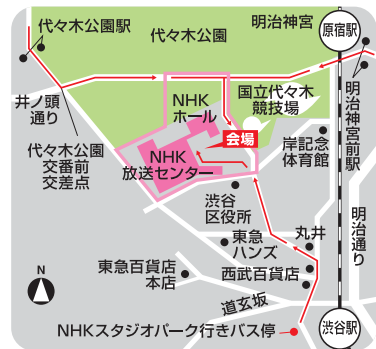 代々木公園駅
代々木公園
明治神宮
原宿駅
井ノ頭
通り
NHK
ホール
国立代々木
競技場
明治神宮前駅
代々木公園
交番前
交差点
会場
NHK
放送センター
岸記念
体育館
渋谷
区役所
明治通り
東急
ハンズ
丸井
東急百貨店
本店
西武百貨店
N
道玄坂
NHKスタジオパーク行きバス停
渋谷駅